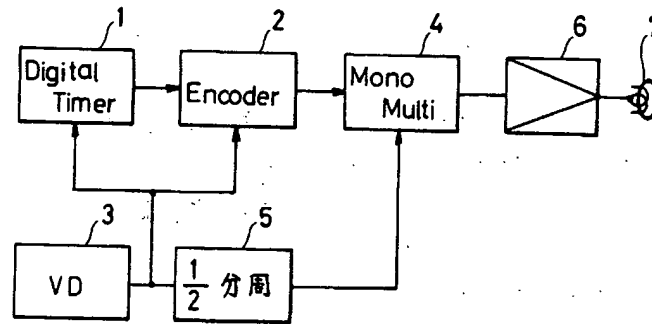 1
Digital
Timer
2
Encoder
4
Mono
Multi
6
3
VD
5
1/2 分周